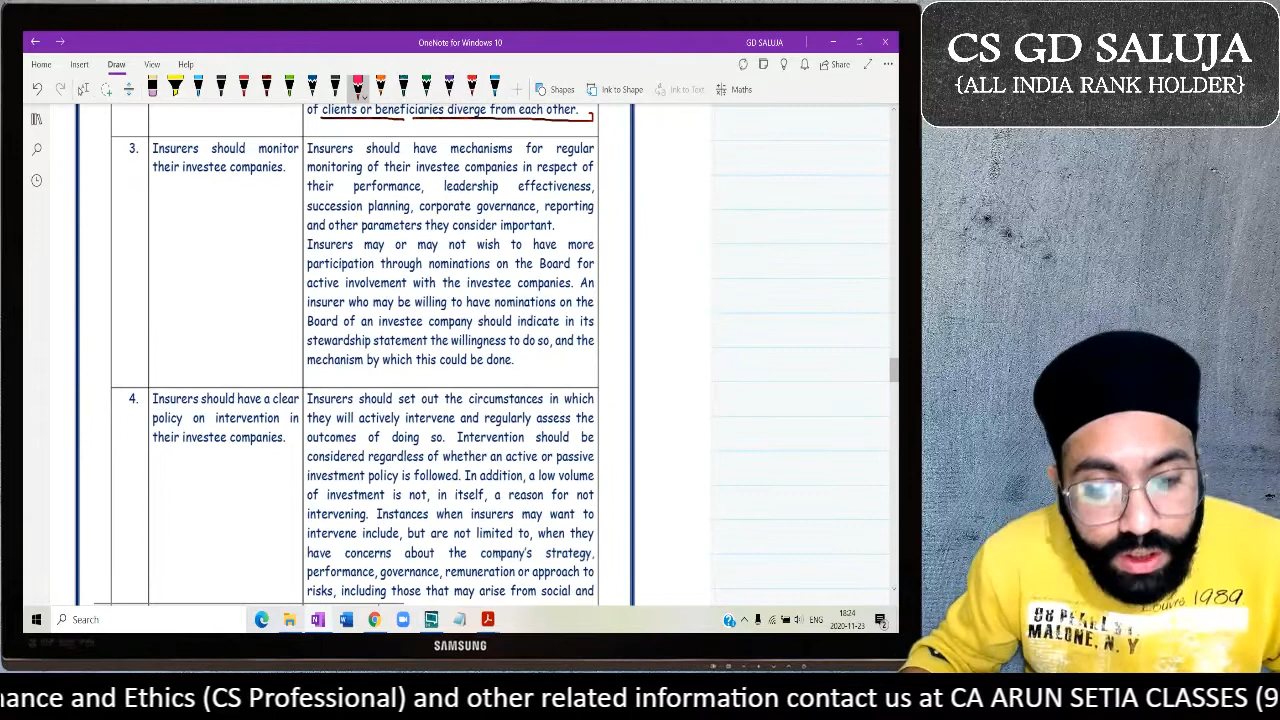 OneNote for Windows 10
GD SALUJA
Home Insert Draw View Help
Share
Shapes Ink to Shape Ink to Text Maths
of clients or beneficiaries diverge from each other.
3. Insurers should monitor
their investee companies.
Insurers should have mechanisms for regular
monitoring of their investee companies in respect of
their performance, leadership effectiveness,
succession planning, corporate governance, reporting
and other parameters they consider important.
Insurers may or may not wish to have more
participation through nominations on the Board for
active involvement with the investee companies. An
insurer who may be willing to have nominations on the
Board of an investee company should indicate in its
stewardship statement the willingness to do so, and the
mechanism by which this could be done.
4. Insurers should have a clear
policy on intervention in
their investee companies.
Insurers should set out the circumstances in which
they will actively intervene and regularly assess the
outcomes of doing so. Intervention should be
considered regardless of whether an active or passive
investment policy is followed. In addition, a low volume
of investment is not, in itself, a reason for not
intervening. Instances when insurers may want to
intervene include, but are not limited to, when they
have concerns about the company's strategy,
performance, governance, remuneration or approach to
risks, including those that may arise from social and
Search
ENG
18:24
2020-11-23
SAMSUNG
CS GD SALUJA
{ALL INDIA RANK HOLDER}
1989
MALONE, N. Y
nance and Ethics (CS Professional) and other related information contact us at CA ARUN SETIA CLASSES (9